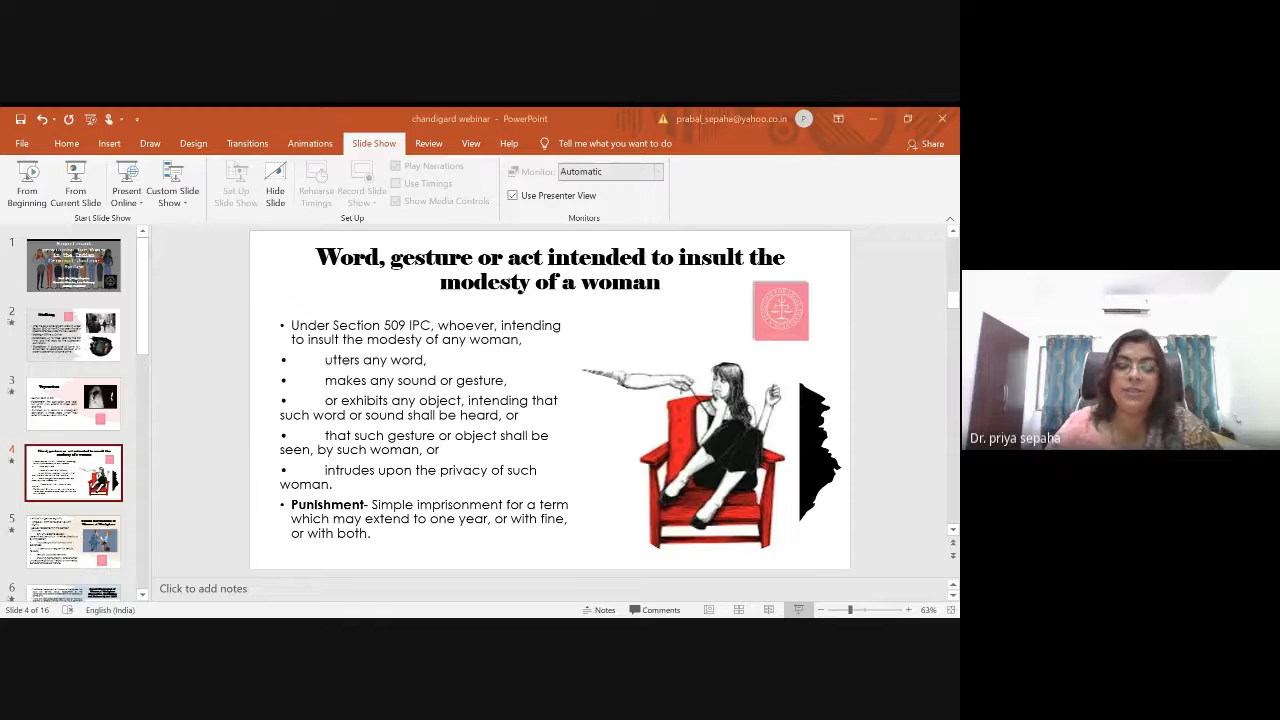 chandigard webinar - PowerPoint
prabal_sepaha@yahoo.co.in
P
File Home Insert Draw Design Transitions Animations Slide Show Review View Help Tell me what you want to do
Share
From Beginning
From Current Slide
Present Online
Custom Slide Show
Start Slide Show
Set Up Slide Show
Hide Slide
Rehearse Timings
Record Slide Show
Play Narrations
Use Timings
Show Media Controls
Set Up
Monitor: Automatic
Use Presenter View
Monitors
1
2
3
4
5
6
Word, gesture or act intended to insult the
modesty of a woman
• Under Section 509 IPC, whoever, intending
to insult the modesty of any woman,
• utters any word,
• makes any sound or gesture,
• or exhibits any object, intending that
such word or sound shall be heard, or
• that such gesture or object shall be
seen, by such woman, or
• intrudes upon the privacy of such
woman.
• Punishment- Simple imprisonment for a term
which may extend to one year, or with fine,
or with both.
Click to add notes
Slide 4 of 16 English (India) Notes Comments 63%
Dr. priya sepaha